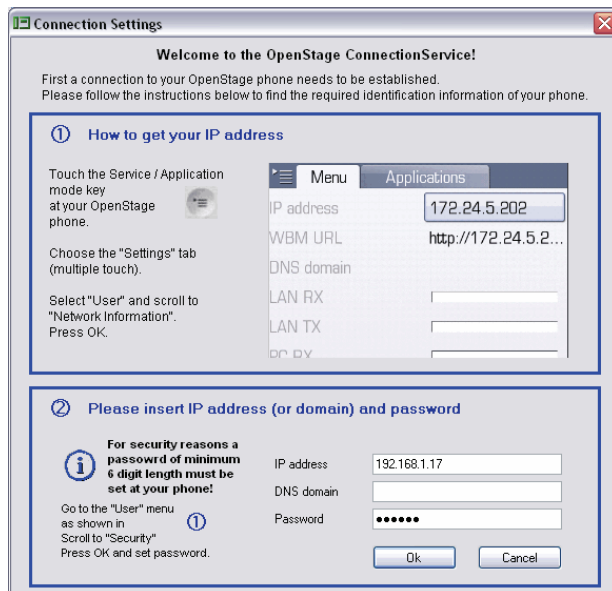 Connection Settings
Welcome to the OpenStage ConnectionService!
First a connection to your OpenStage phone needs to be established.
Please follow the instructions below to find the required identification information of your phone.
① How to get your IP address
Touch the Service / Application
mode key
at your OpenStage
phone.
Choose the "Settings" tab
(multiple touch).
Select "User" and scroll to
"Network Information".
Press OK.
Menu Applications
IP address 172.24.5.202
WBM URL http://172.24.5.2...
DNS domain
LAN RX
LAN TX
PC RX
② Please insert IP address (or domain) and password
For security reasons a
passowrd of minimum
6 digit length must be
set at your phone!
Go to the "User" menu
as shown in ①
Scroll to "Security"
Press OK and set password.
IP address 192.168.1.17
DNS domain
Password ••••••
Ok Cancel